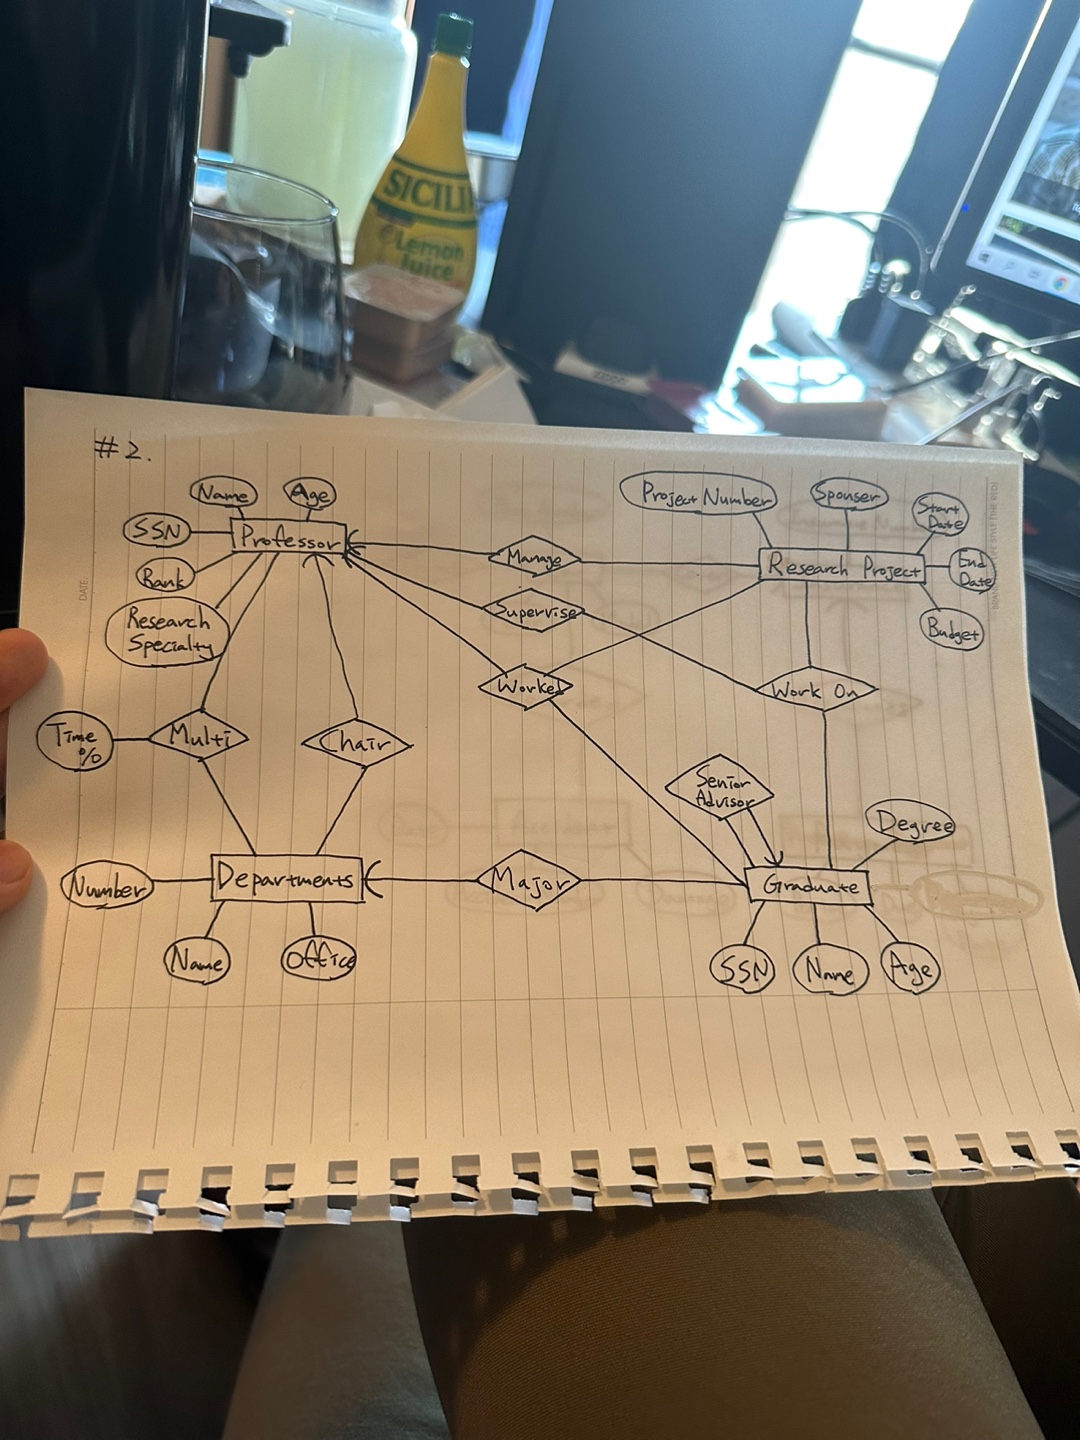 SICILI
Lemon
Juice
#2.
DATE:
Name
Age
SSN
Professor
Rank
Research
Specialty
Project Number
Sponser
Start
Date
Research Project
End
Date
Budget
Manage
Supervise
Worked
Work On
Time
%
Multi
Chair
Senior
Advisor
Degree
Number
Departments
Major
Graduate
Name
Office
SSN
Name
Age